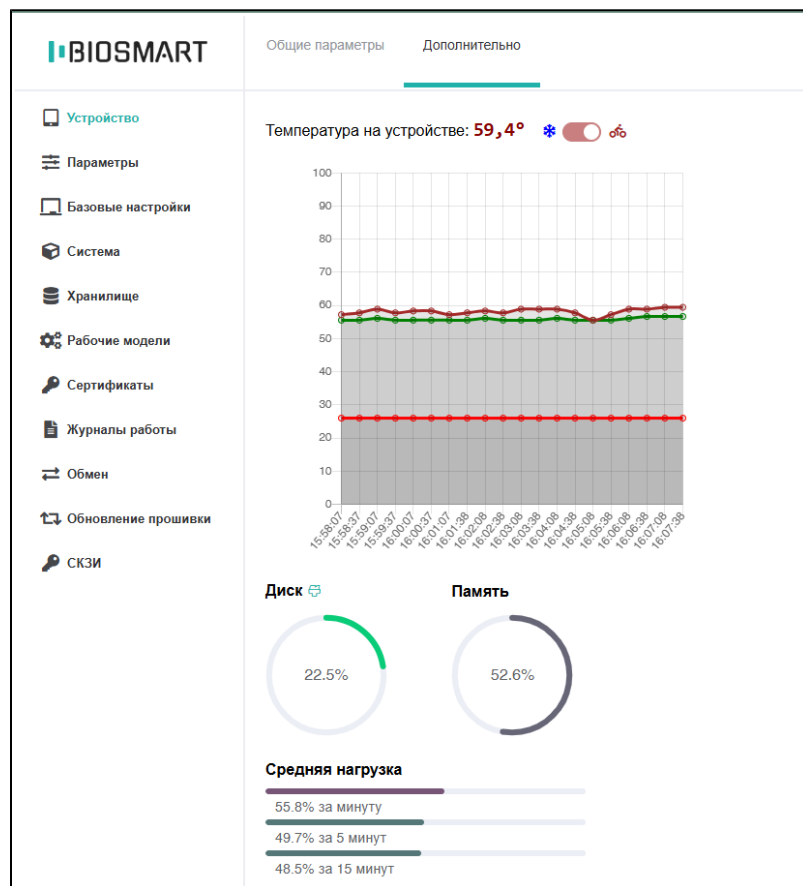 BIOSMART
Общие параметры
Дополнительно
Устройство
Параметры
Базовые настройки
Система
Хранилище
Рабочие модели
Сертификаты
Журналы работы
Обмен
Обновление прошивки
СКЗИ
Температура на устройстве: 59,4°
100
90
80
70
60
50
40
30
20
10
0
15:58:07
15:58:37
15:59:07
15:59:37
16:00:07
16:00:37
16:01:07
16:01:38
16:02:08
16:02:38
16:03:08
16:03:38
16:04:08
16:04:38
16:05:08
16:05:38
16:06:08
16:06:38
16:07:08
16:07:38
Диск
Память
22.5%
52.6%
Средняя нагрузка
55.8% за минуту
49.7% за 5 минут
48.5% за 15 минут